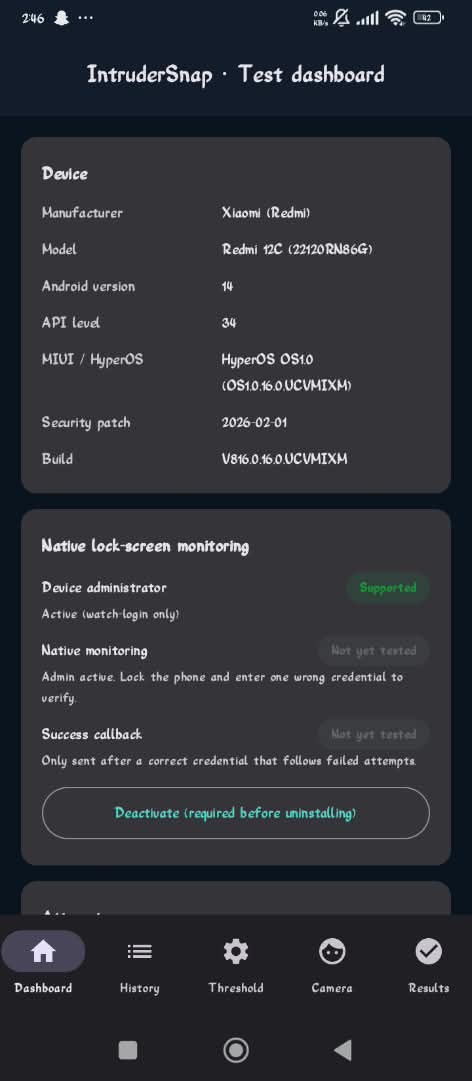 2:46 ...
0.06 KB/s 42
IntruderSnap · Test dashboard
Device
Manufacturer Xiaomi (Redmi)
Model Redmi 12C (22120RN86G)
Android version 14
API level 34
MIUI / HyperOS HyperOS OS1.0
(OS1.0.16.0.UCVMIXM)
Security patch 2026-02-01
Build V816.0.16.0.UCVMIXM
Native lock-screen monitoring
Device administrator Supported
Active (watch-login only)
Native monitoring Not yet tested
Admin active. Lock the phone and enter one wrong credential to
verify.
Success callback Not yet tested
Only sent after a correct credential that follows failed attempts.
Deactivate (required before uninstalling)
Dashboard History Threshold Camera Results